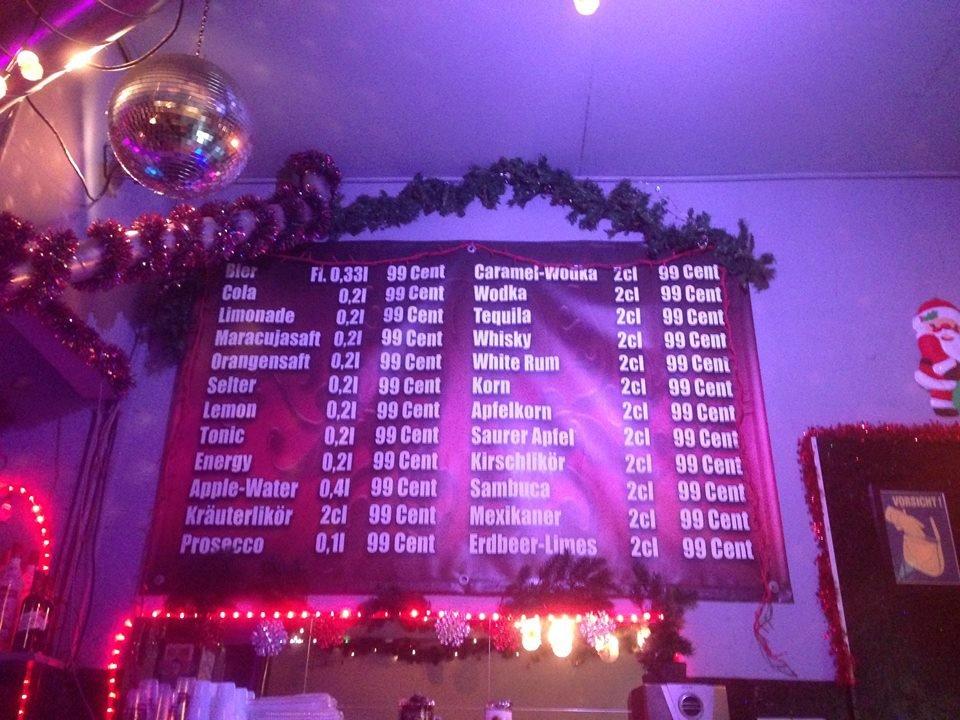 Bier Fl. 0,33l 99 Cent
Cola 0,2l 99 Cent
Limonade 0,2l 99 Cent
Maracujasaft 0,2l 99 Cent
Orangensaft 0,2l 99 Cent
Selter 0,2l 99 Cent
Lemon 0,2l 99 Cent
Tonic 0,2l 99 Cent
Energy 0,2l 99 Cent
Apple-Water 0,4l 99 Cent
Kräuterlikör 2cl 99 Cent
Prosecco 0,1l 99 Cent
Caramel-Wodka 2cl 99 Cent
Wodka 2cl 99 Cent
Tequila 2cl 99 Cent
Whisky 2cl 99 Cent
White Rum 2cl 99 Cent
Korn 2cl 99 Cent
Apfelkorn 2cl 99 Cent
Saurer Apfel 2cl 99 Cent
Kirschlikör 2cl 99 Cent
Sambuca 2cl 99 Cent
Mexikaner 2cl 99 Cent
Erdbeer-Limes 2cl 99 Cent
VORSICHT!